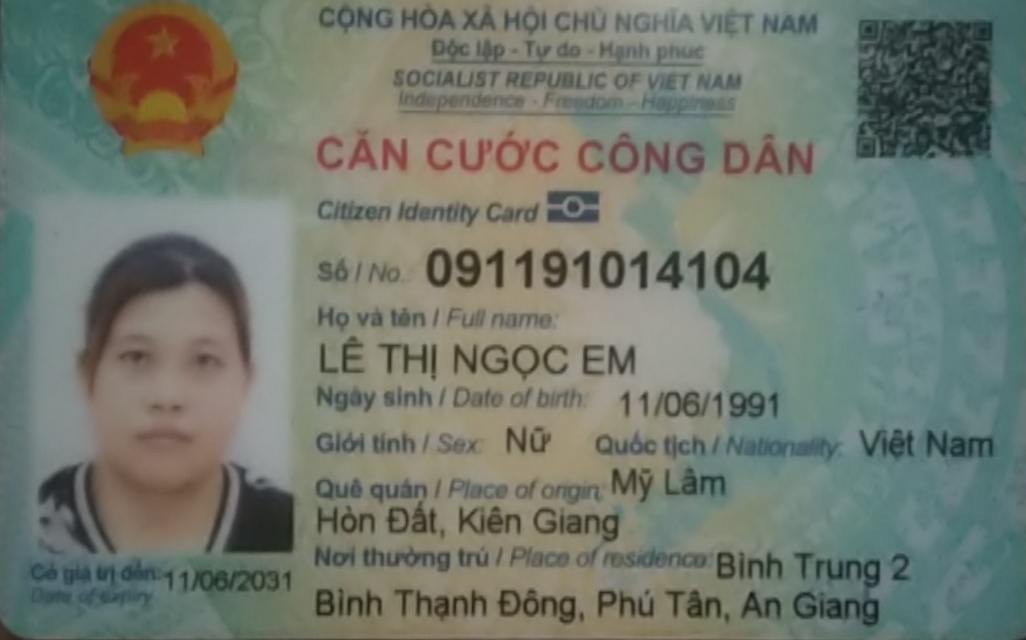 CỘNG HÒA XÃ HỘI CHỦ NGHĨA VIỆT NAM
Độc lập - Tự do - Hạnh phúc
SOCIALIST REPUBLIC OF VIET NAM
Independence - Freedom - Happiness
CĂN CƯỚC CÔNG DÂN
Citizen Identity Card
Số / No.: 091191014104
Họ và tên / Full name:
LÊ THỊ NGỌC EM
Ngày sinh / Date of birth: 11/06/1991
Giới tính / Sex: Nữ Quốc tịch / Nationality: Việt Nam
Quê quán / Place of origin: Mỹ Lâm
Hòn Đất, Kiên Giang
Nơi thường trú / Place of residence: Bình Trung 2
Bình Thạnh Đông, Phú Tân, An Giang
Có giá trị đến: 11/06/2031
Date of expiry